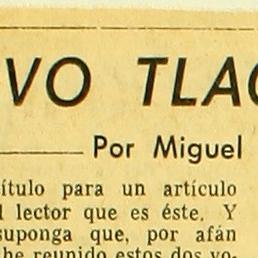 VO TLAC
Por Miguel
ítulo para un artículo
l lector que es éste. Y
suponga que, por afán
he reunido estos dos vo-